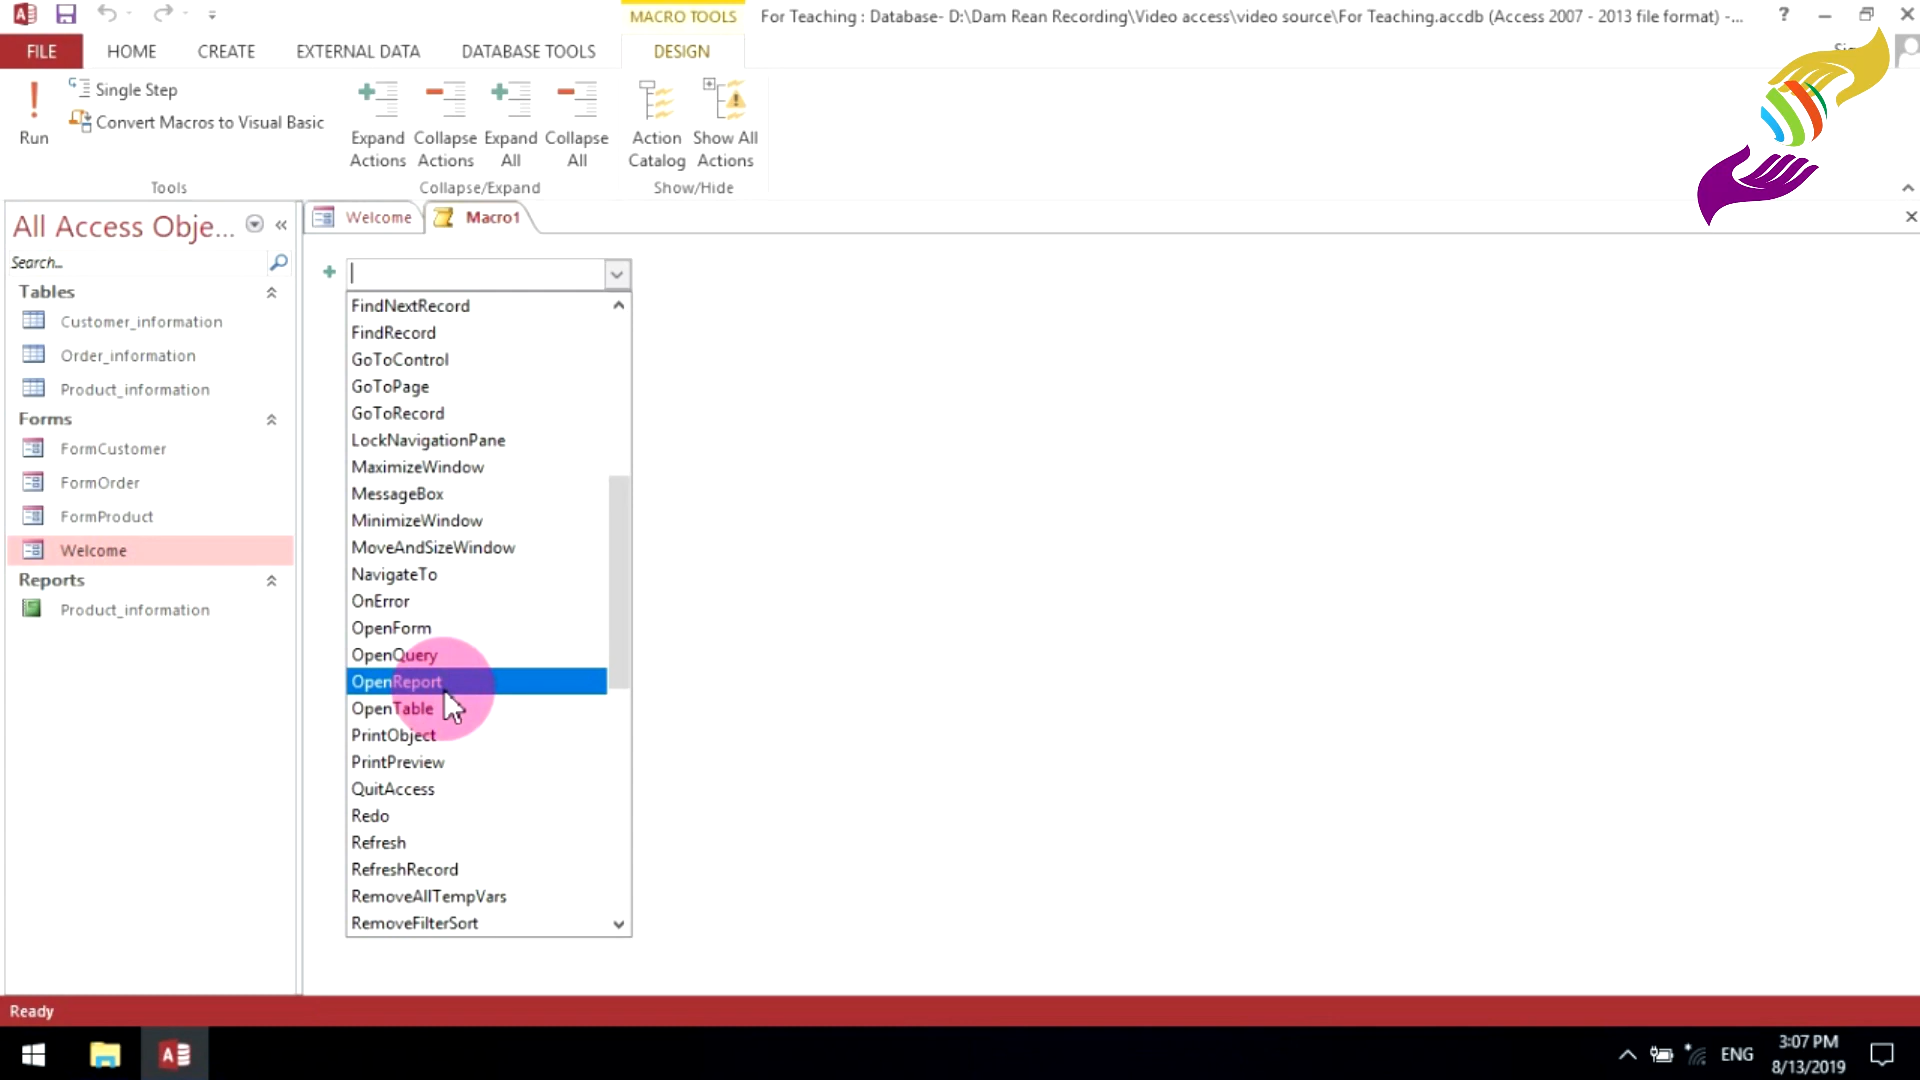 MACRO TOOLS
For Teaching : Database- D:\Dam Rean Recording\Video access\video source\For Teaching.accdb (Access 2007 - 2013 file format) -...
FILE HOME CREATE EXTERNAL DATA DATABASE TOOLS DESIGN
Run
Single Step
Convert Macros to Visual Basic
Expand Actions
Collapse Actions
Expand All
Collapse All
Action Catalog
Show All Actions
Tools
Collapse/Expand
Show/Hide
All Access Obje...
Search...
Tables
Customer_information
Order_information
Product_information
Forms
FormCustomer
FormOrder
FormProduct
Welcome
Reports
Product_information
Welcome
Macro1
FindNextRecord
FindRecord
GoToControl
GoToPage
GoToRecord
LockNavigationPane
MaximizeWindow
MessageBox
MinimizeWindow
MoveAndSizeWindow
NavigateTo
OnError
OpenForm
OpenQuery
OpenReport
OpenTable
PrintObject
PrintPreview
QuitAccess
Redo
Refresh
RefreshRecord
RemoveAllTempVars
RemoveFilterSort
Ready
ENG
3:07 PM
8/13/2019